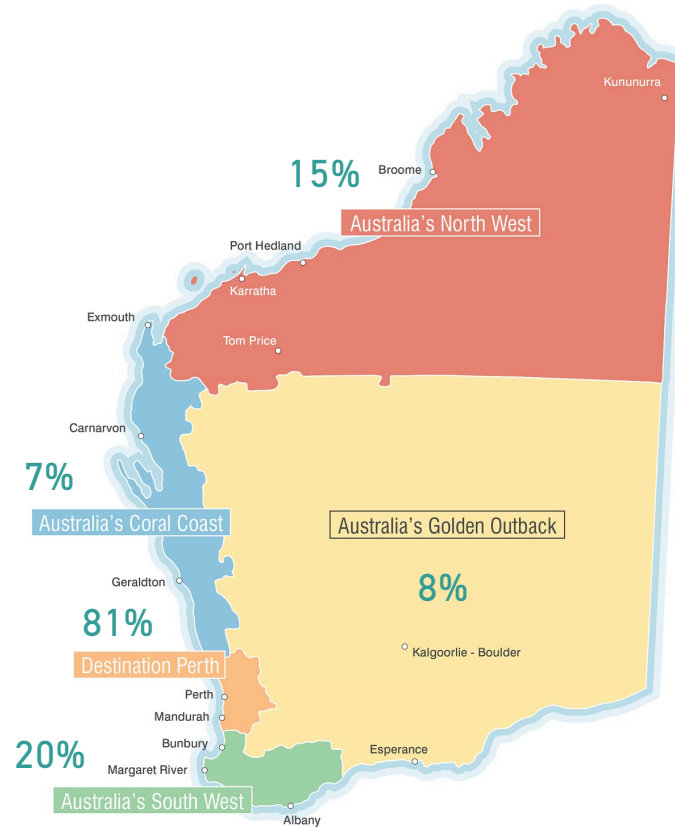 Kununurra
15%
Broome
Australia's North West
Port Hedland
Karratha
Exmouth
Tom Price
Carnarvon
7%
Australia's Coral Coast
Australia's Golden Outback
Geraldton
8%
81%
Destination Perth
Kalgoorlie - Boulder
Perth
Mandurah
Bunbury
Esperance
20%
Margaret River
Australia's South West
Albany